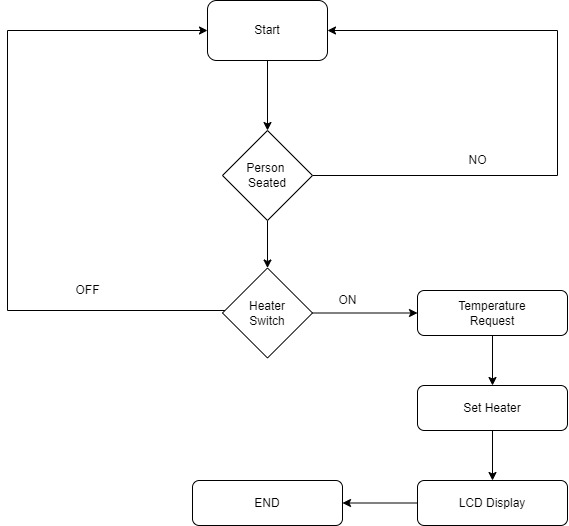 Start
Person
Seated
NO
OFF
Heater
Switch
ON
Temperature
Request
Set Heater
LCD Display
END